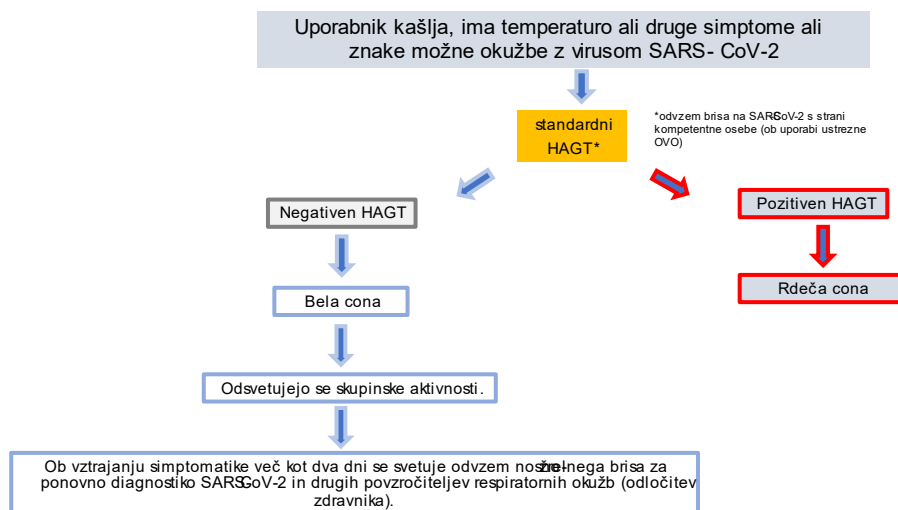 Uporabnik kašlja, ima temperaturo ali druge simptome ali
znake možne okužbe z virusom SARS- CoV-2
standardni
HAGT*
*odvzem brisa na SARS-CoV-2 s strani
kompetentne osebe (ob uporabi ustrezne
OVO)
Negativen HAGT
Pozitiven HAGT
Bela cona
Rdeča cona
Odsvetujejo se skupinske aktivnosti.
Ob vztrajanju simptomatike več kot dva dni se svetuje odvzem nosno-žrelnega brisa za
ponovno diagnostiko SARS-CoV-2 in drugih povzročiteljev respiratornih okužb (odločitev
zdravnika).